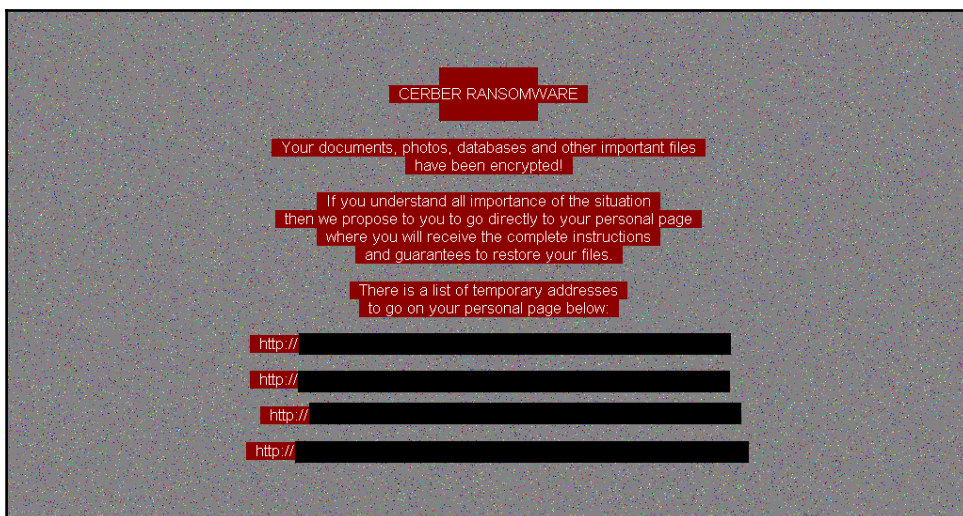 CERBER RANSOMWARE
Your documents, photos, databases and other important files
have been encrypted!
If you understand all importance of the situation
then we propose to you to go directly to your personal page
where you will receive the complete instructions
and guarantees to restore your files.
There is a list of temporary addresses
to go on your personal page below:
http://
http://
http://
http://